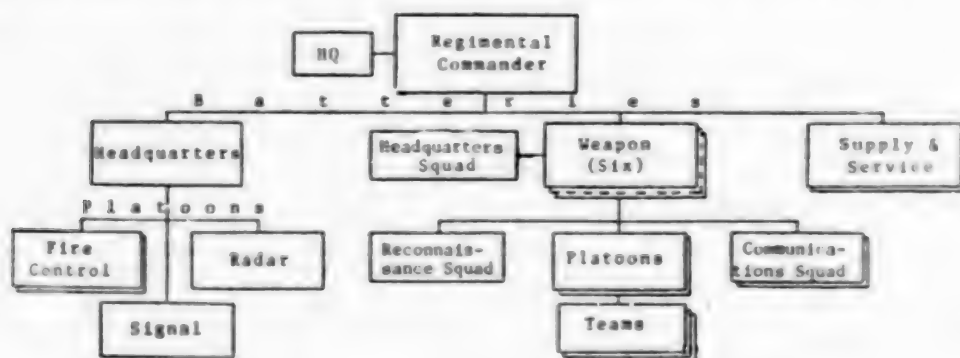 Regimental
HQ
Commander
B a t t e r i e s
Headquarters
Headquarters
Squad
Weapon
(Six)
Supply &
Service
P l a t o o n s
Fire
Control
Radar
Signal
Reconnais-
sance Squad
Platoons
Communica-
tions Squad
Teams